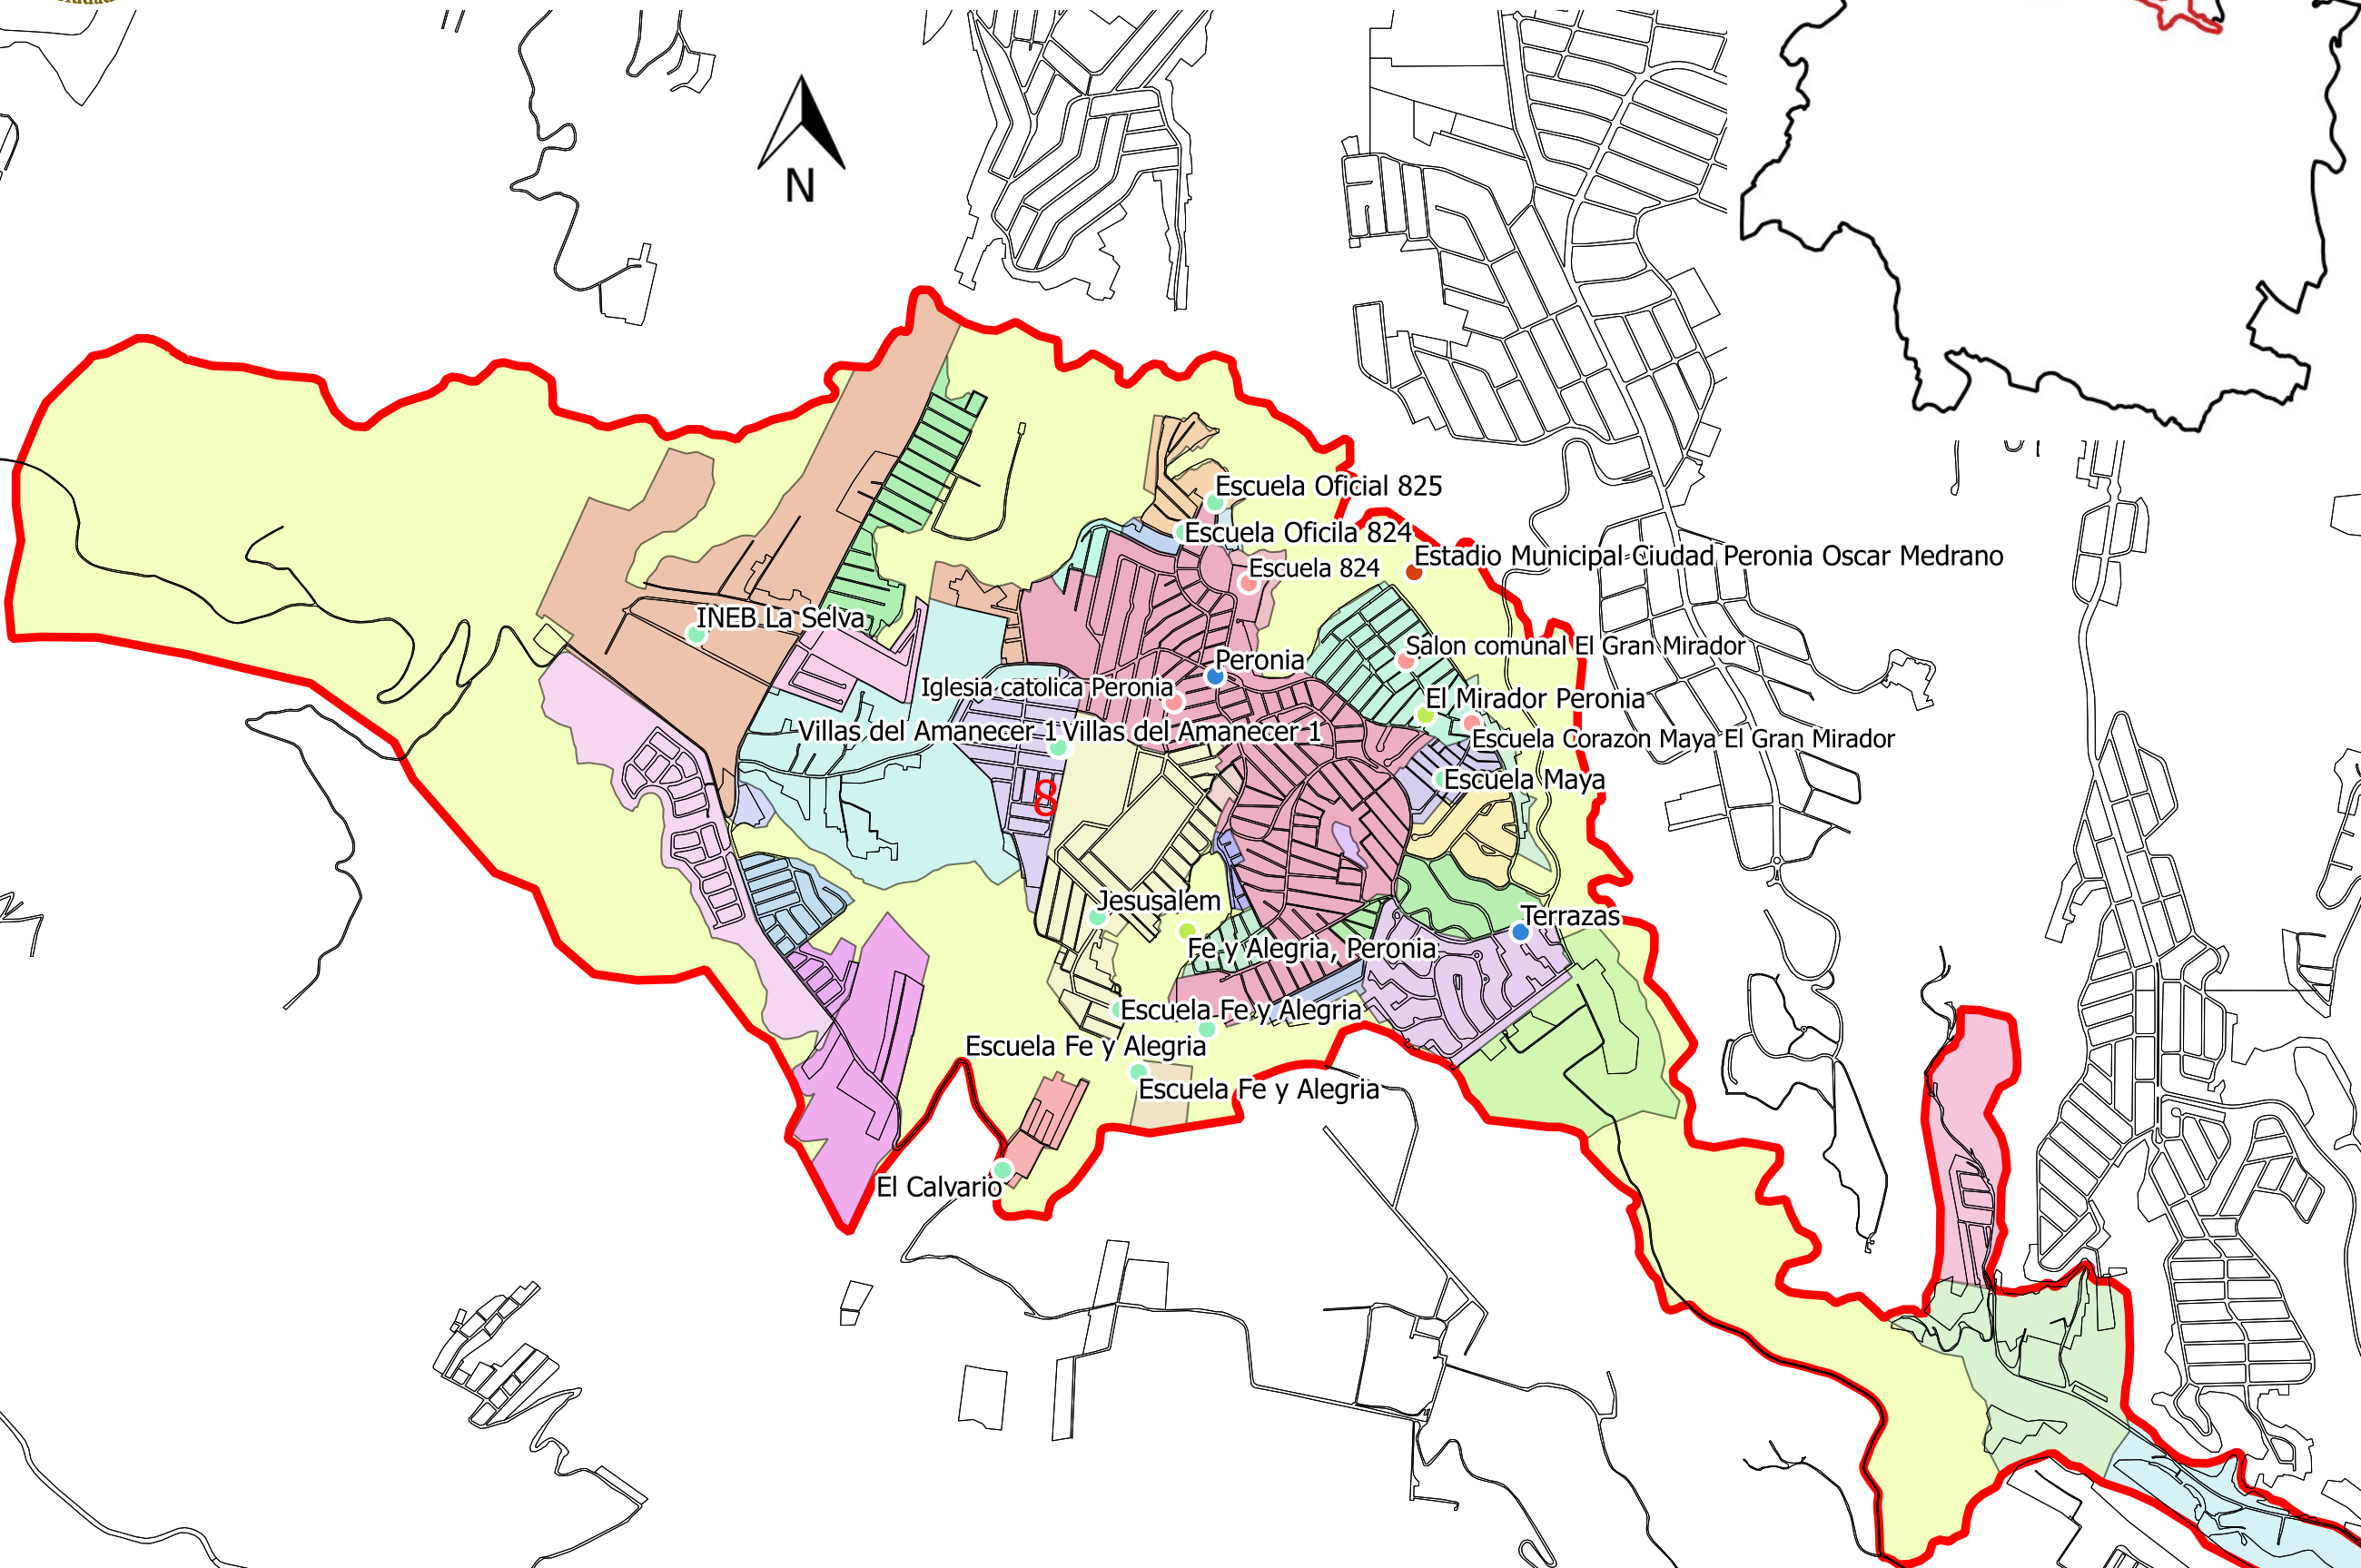 N
Escuela Oficial 825
Escuela Oficila 824
Estadio Municipal Ciudad Peronia Oscar Medrano
Escuela 824
INEB La Selva
Salon comunal El Gran Mirador
Peronia
Iglesia catolica Peronia
El Mirador Peronia
Villas del Amanecer 1
Villas del Amanecer 1
Escuela Corazon Maya El Gran Mirador
Escuela Maya
8
Jesusalem
Terrazas
Fe y Alegria, Peronia
Escuela Fe y Alegria
Escuela Fe y Alegria
Escuela Fe y Alegria
El Calvario